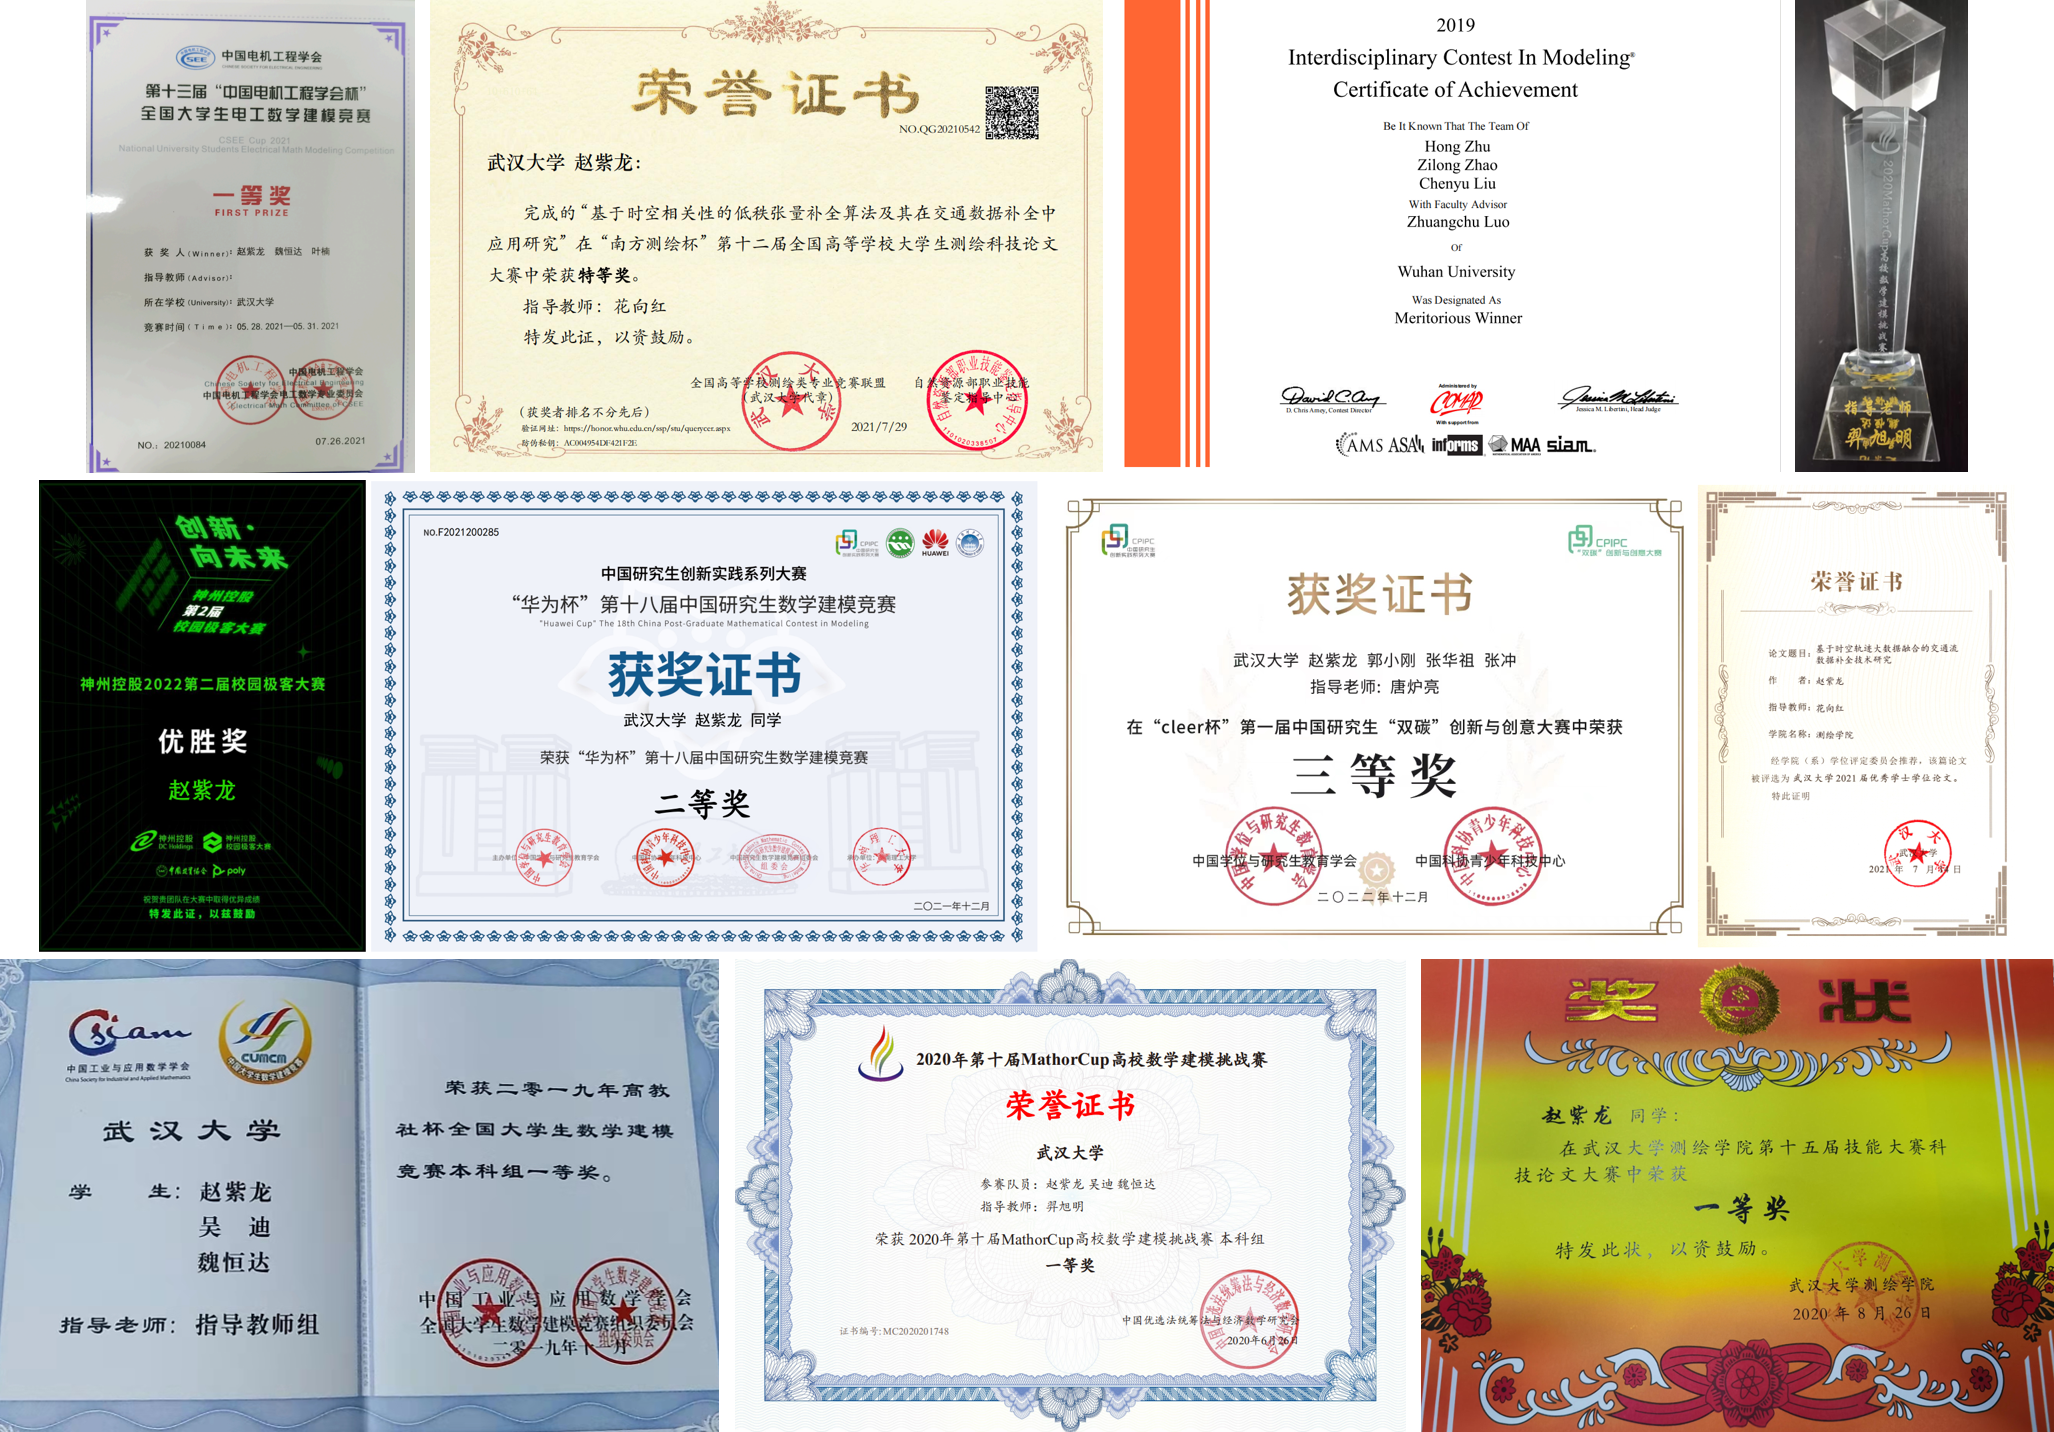 中国电机工程学会
CHINESE SOCIETY FOR ELECTRICAL ENGINEERING
第十三届“中国电机工程学会杯”
全国大学生电工数学建模竞赛
CSEE Cup 2021
National University Students Electrical Math Modeling Competition
一等奖
FIRST PRIZE
获 奖 人(Winner): 赵紫龙 魏恒达 叶楠
指导教师(Advisor):
所在学校(University): 武汉大学
竞赛时间(Time): 05.28.2021—05.31.2021
中国电机工程学会
Chinese Society for Electrical Engineering
中国电机工程学会电工数学专业委员会
Electrical Math Committee of CSEE
NO.: 20210084
07.26.2021
荣誉证书
NO.QG20210542
武汉大学 赵紫龙:
完成的“基于时空相关性的低秩张量补全算法及其在交通数据补全中
应用研究”在“南方测绘杯”第十二届全国高等学校大学生测绘科技论文
大赛中荣获特等奖。
指导教师: 花向红
特发此证，以资鼓励。
全国高等学校测绘类专业竞赛联盟 自然资源部职业技能
(武汉大学代章) 鉴定指导中心
(获奖者排名不分先后)
验证网址: https://honor.whu.edu.cn/ssp/stu/querycer.aspx
防伪秘钥: AC004954DF421F2E
2021/7/29
2019
Interdisciplinary Contest In Modeling®
Certificate of Achievement
Be It Known That The Team Of
Hong Zhu
Zilong Zhao
Chenyu Liu
With Faculty Advisor
Zhuangchu Luo
Of
Wuhan University
Was Designated As
Meritorious Winner
Administered by
COMAP
With support from
D. Chris Arney, Contest Director
Jessica M. Libertini, Head Judge
AMS ASA informs MAA siam
2020MathorCup高校数学建模挑战赛
指导老师
羿旭明
创新·
向未来
神州控股
第2届
校园极客大赛
神州控股2022第二届校园极客大赛
优胜奖
赵紫龙
神州控股
DC Holdings
神州控股
校园极客大赛
poly
祝贺贵团队在大赛中取得优异成绩
特发此证，以兹鼓励
NO.F2021200285
CPIPC
HUAWEI
中国研究生创新实践系列大赛
“华为杯”第十八届中国研究生数学建模竞赛
"Huawei Cup" The 18th China Post-Graduate Mathematical Contest in Modeling
获奖证书
武汉大学 赵紫龙 同学
荣获“华为杯”第十八届中国研究生数学建模竞赛
二等奖
二〇二一年十二月
CPIPC
中国研究生
创新实践系列大赛
CPIPC
“双碳”创新与创意大赛
获奖证书
武汉大学 赵紫龙 郭小刚 张华祖 张冲
指导老师: 唐炉亮
在“cleer杯”第一届中国研究生“双碳”创新与创意大赛中荣获
三等奖
中国学位与研究生教育学会 中国科协青少年科技中心
二〇二二年十二月
荣誉证书
论文题目: 基于时空轨迹大数据融合的交通流
数据补全技术研究
作 者: 赵紫龙
指导教师: 花向红
学院名称: 测绘学院
经学院（系）学位评定委员会推荐，该篇论文
被评选为 武汉大学2021届优秀学士学位论文。
特此证明
csiam
中国工业与应用数学学会
China Society for Industrial and Applied Mathematics
CUMCM
武汉大学
学 生: 赵紫龙
吴 迪
魏恒达
指导老师: 指导教师组
荣获二零一九年高教
社杯全国大学生数学建模
竞赛本科组一等奖。
中国工业与应用数学学会
全国大学生数学建模竞赛组织委员会
二零一九年十一月
2020年第十届MathorCup高校数学建模挑战赛
荣誉证书
武汉大学
参赛队员: 赵紫龙 吴迪 魏恒达
指导教师: 羿旭明
荣获 2020年第十届MathorCup高校数学建模挑战赛 本科组
一等奖
中国优选法统筹法与经济数学研究会
证书编号: MC2020201748
2020年6月26日
奖 状
赵紫龙 同学:
在武汉大学测绘学院第十五届技能大赛科
技论文大赛中荣获
一等奖
特发此状，以资鼓励。
武汉大学测绘学院
2020年8月26日